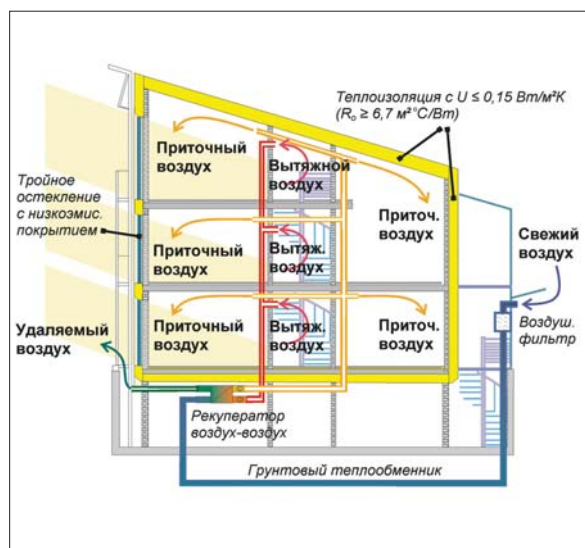 Теплоизоляция с U ≤ 0,15 Вт/м²К
(Rₒ ≥ 6,7 м²°С/Вт)
Приточный
воздух
Вытяжной
воздух
Тройное
остекление
с низкоэмис.
покрытием
Приточ.
воздух
Свежий
воздух
Приточный
воздух
Вытяж.
воздух
Удаляемый
воздух
Приточный
воздух
Вытяж.
воздух
Приточ.
воздух
Воздуш.
фильтр
Рекуператор
воздух-воздух
Грунтовый теплообменник